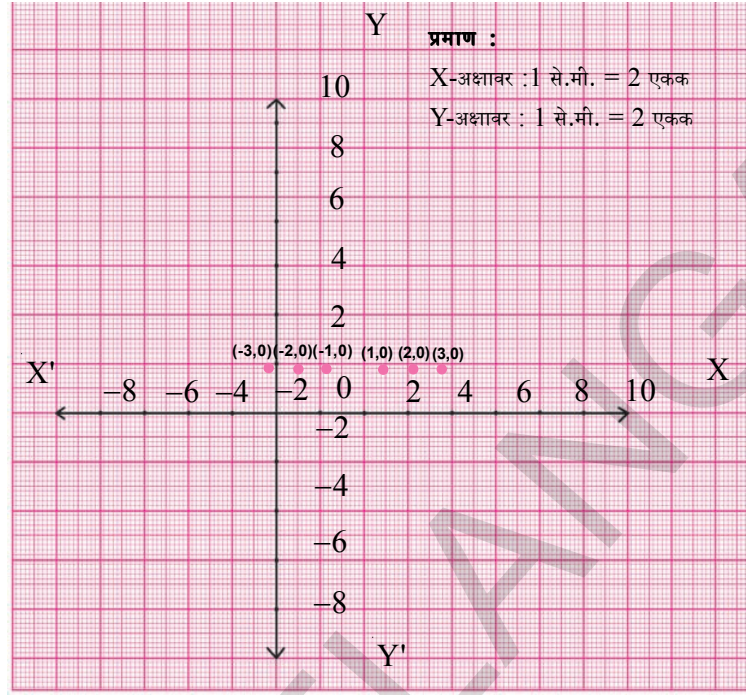 Y
प्रमाण :
X-अक्षावर :1 से.मी. = 2 एकक
Y-अक्षावर : 1 से.मी. = 2 एकक
10
8
6
4
2
(-3,0)(-2,0)(-1,0) (1,0) (2,0) (3,0)
X' X
–8 –6 –4 –2 0 2 4 6 8 10
–2
–4
–6
–8
Y'